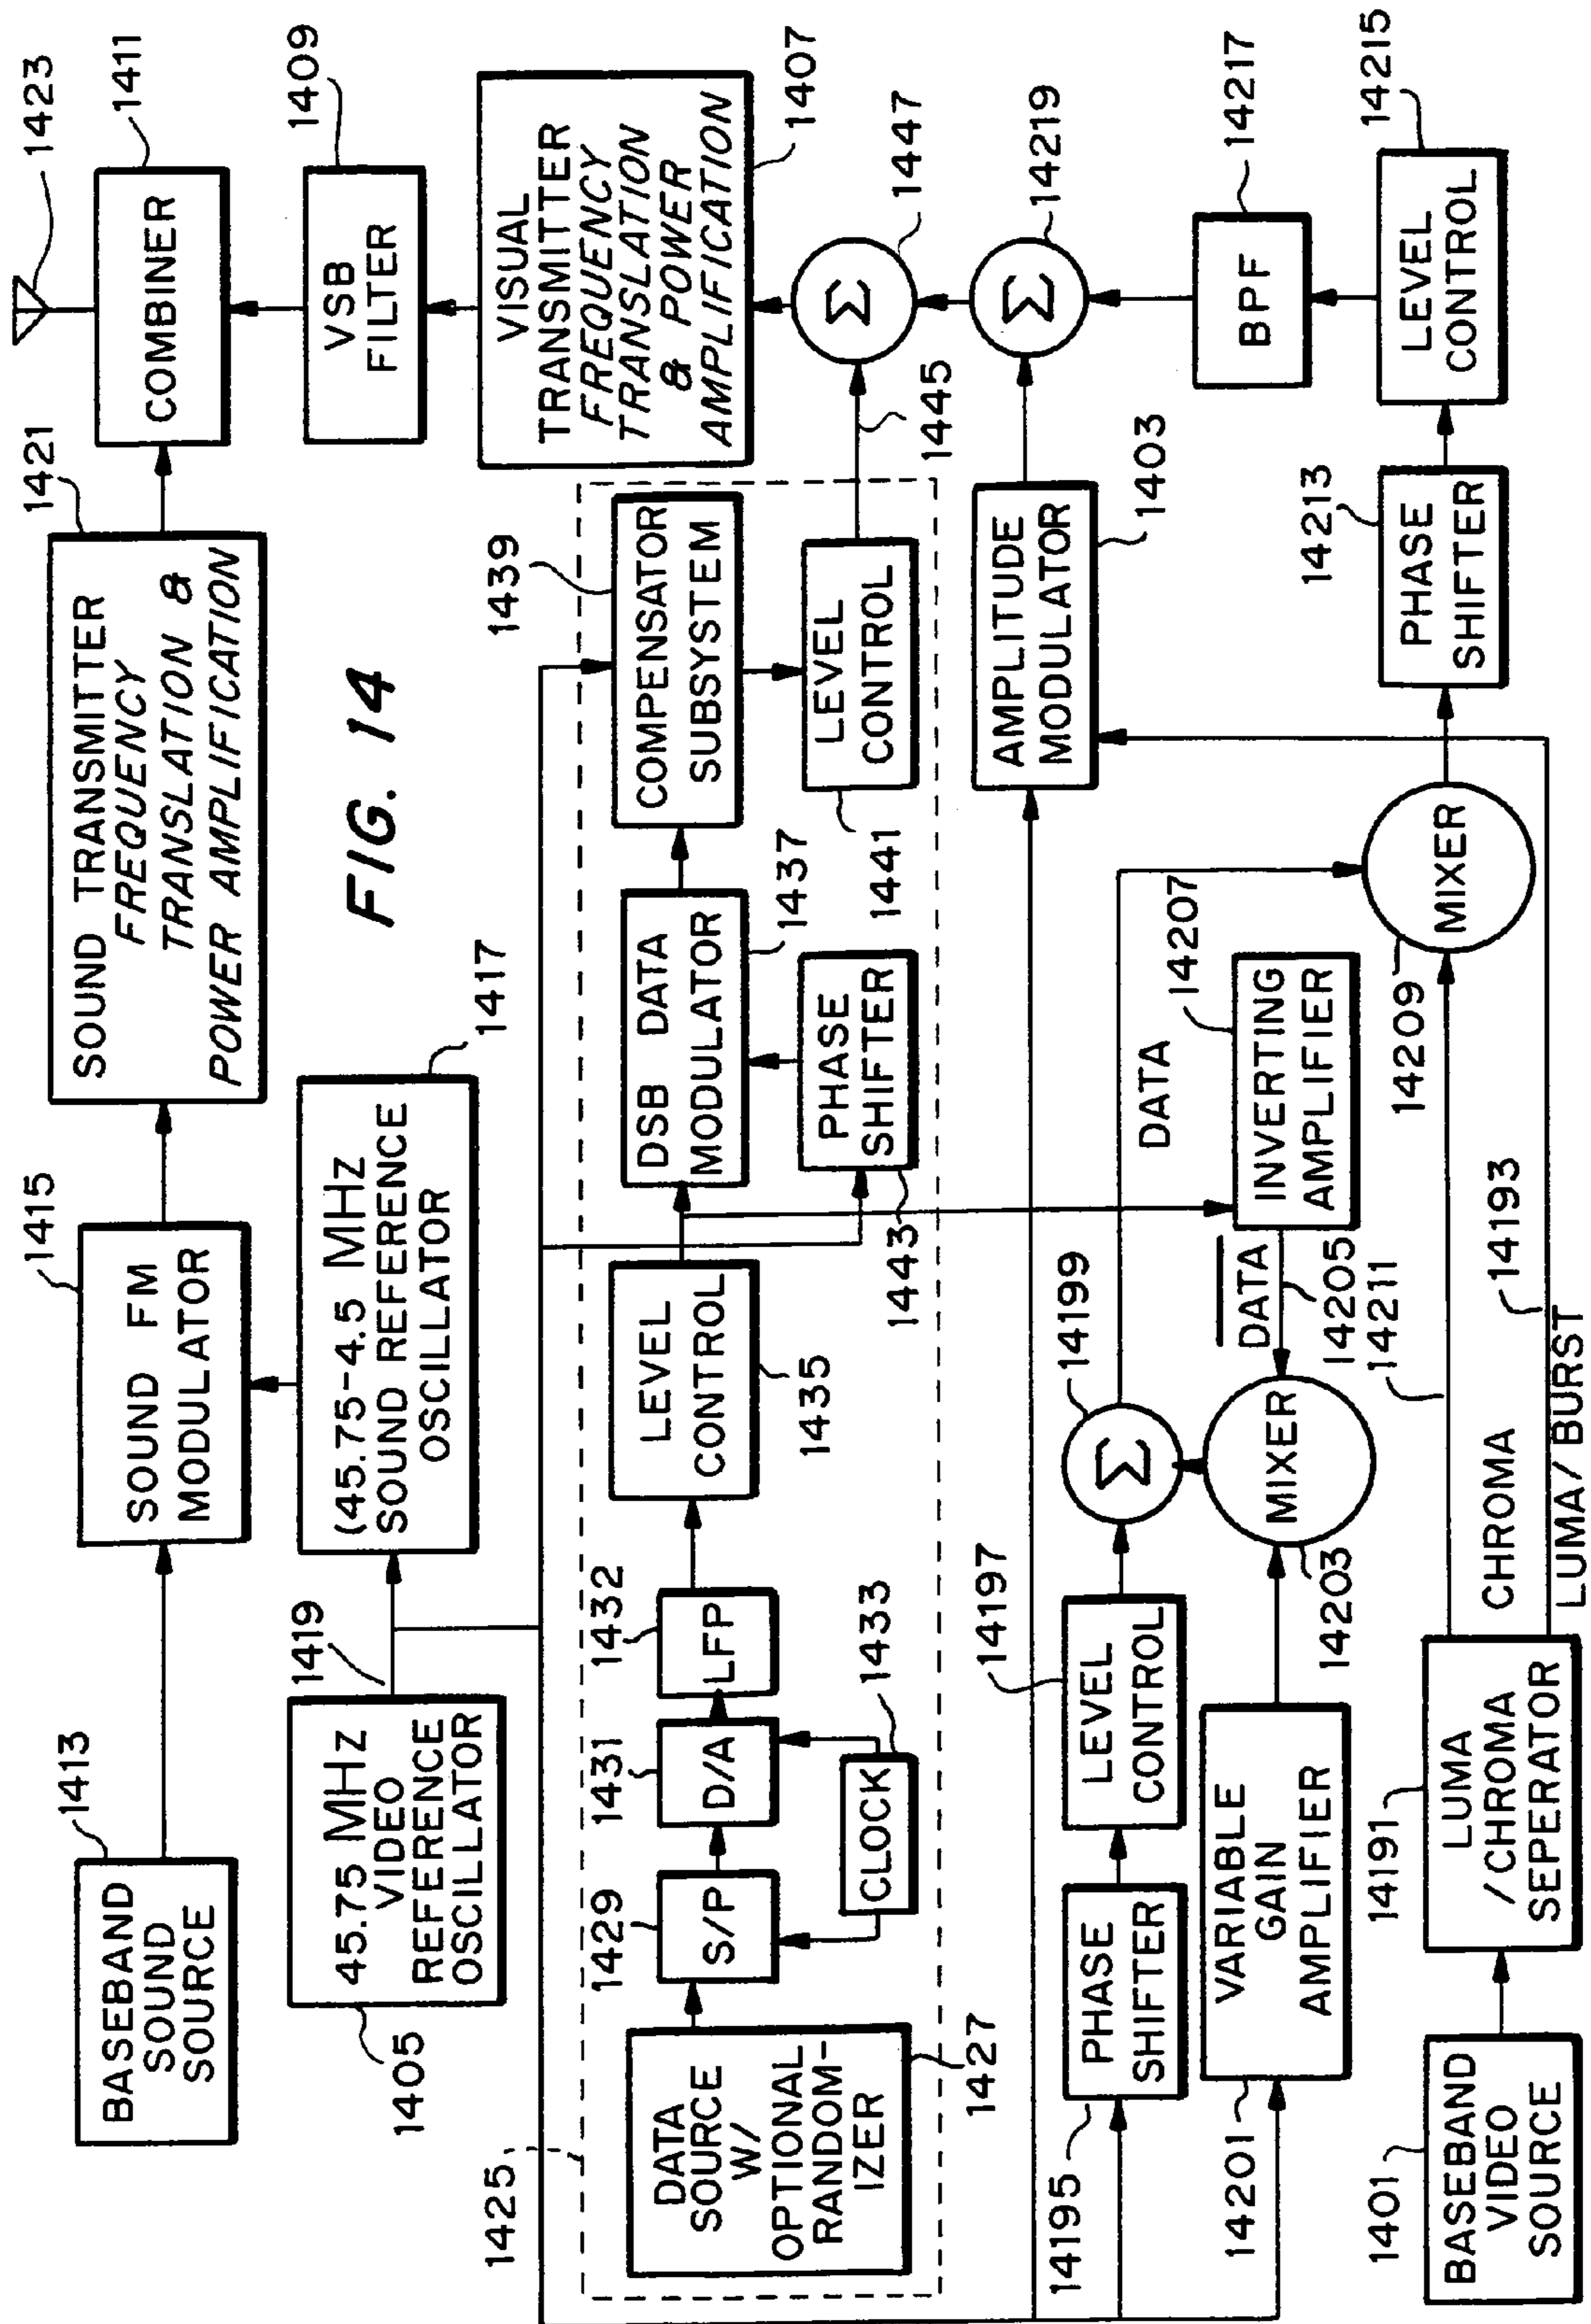 1413
BASEBAND
SOUND
SOURCE
1415
SOUND FM
MODULATOR
1421
SOUND TRANSMITTER
FREQUENCY
TRANSLATION &
POWER AMPLIFICATION
1423
1411
COMBINER
1405
45.75 MHz
VIDEO
REFERENCE
OSCILLATOR
1419
(45.75-4.5 MHz
SOUND REFERENCE
OSCILLATOR
1417
FIG. 14
1409
VSB
FILTER
VISUAL
TRANSMITTER
FREQUENCY
TRANSLATION
& POWER
AMPLIFICATION
1407
1425
DATA
SOURCE
W/
OPTIONAL
RANDOM-
IZER
1427
1429
S/P
1431
D/A
1432
LFP
1433
CLOCK
LEVEL
CONTROL
1435
DSB DATA
MODULATOR
1437
PHASE
SHIFTER
1443
1439
COMPENSATOR
SUBSYSTEM
LEVEL
CONTROL
1441
1445
Σ
1447
14195
PHASE
SHIFTER
14197
LEVEL
CONTROL
14199
Σ
DATA
AMPLITUDE
MODULATOR
1403
Σ
14219
14201
VARIABLE
GAIN
AMPLIFIER
MIXER
14203
DATA
14205
INVERTING
AMPLIFIER
14207
14211
BPF
14217
1401
BASEBAND
VIDEO
SOURCE
14191
LUMA
/CHROMA
SEPERATOR
CHROMA
LUMA/BURST
14193
MIXER
14209
14213
PHASE
SHIFTER
LEVEL
CONTROL
14215